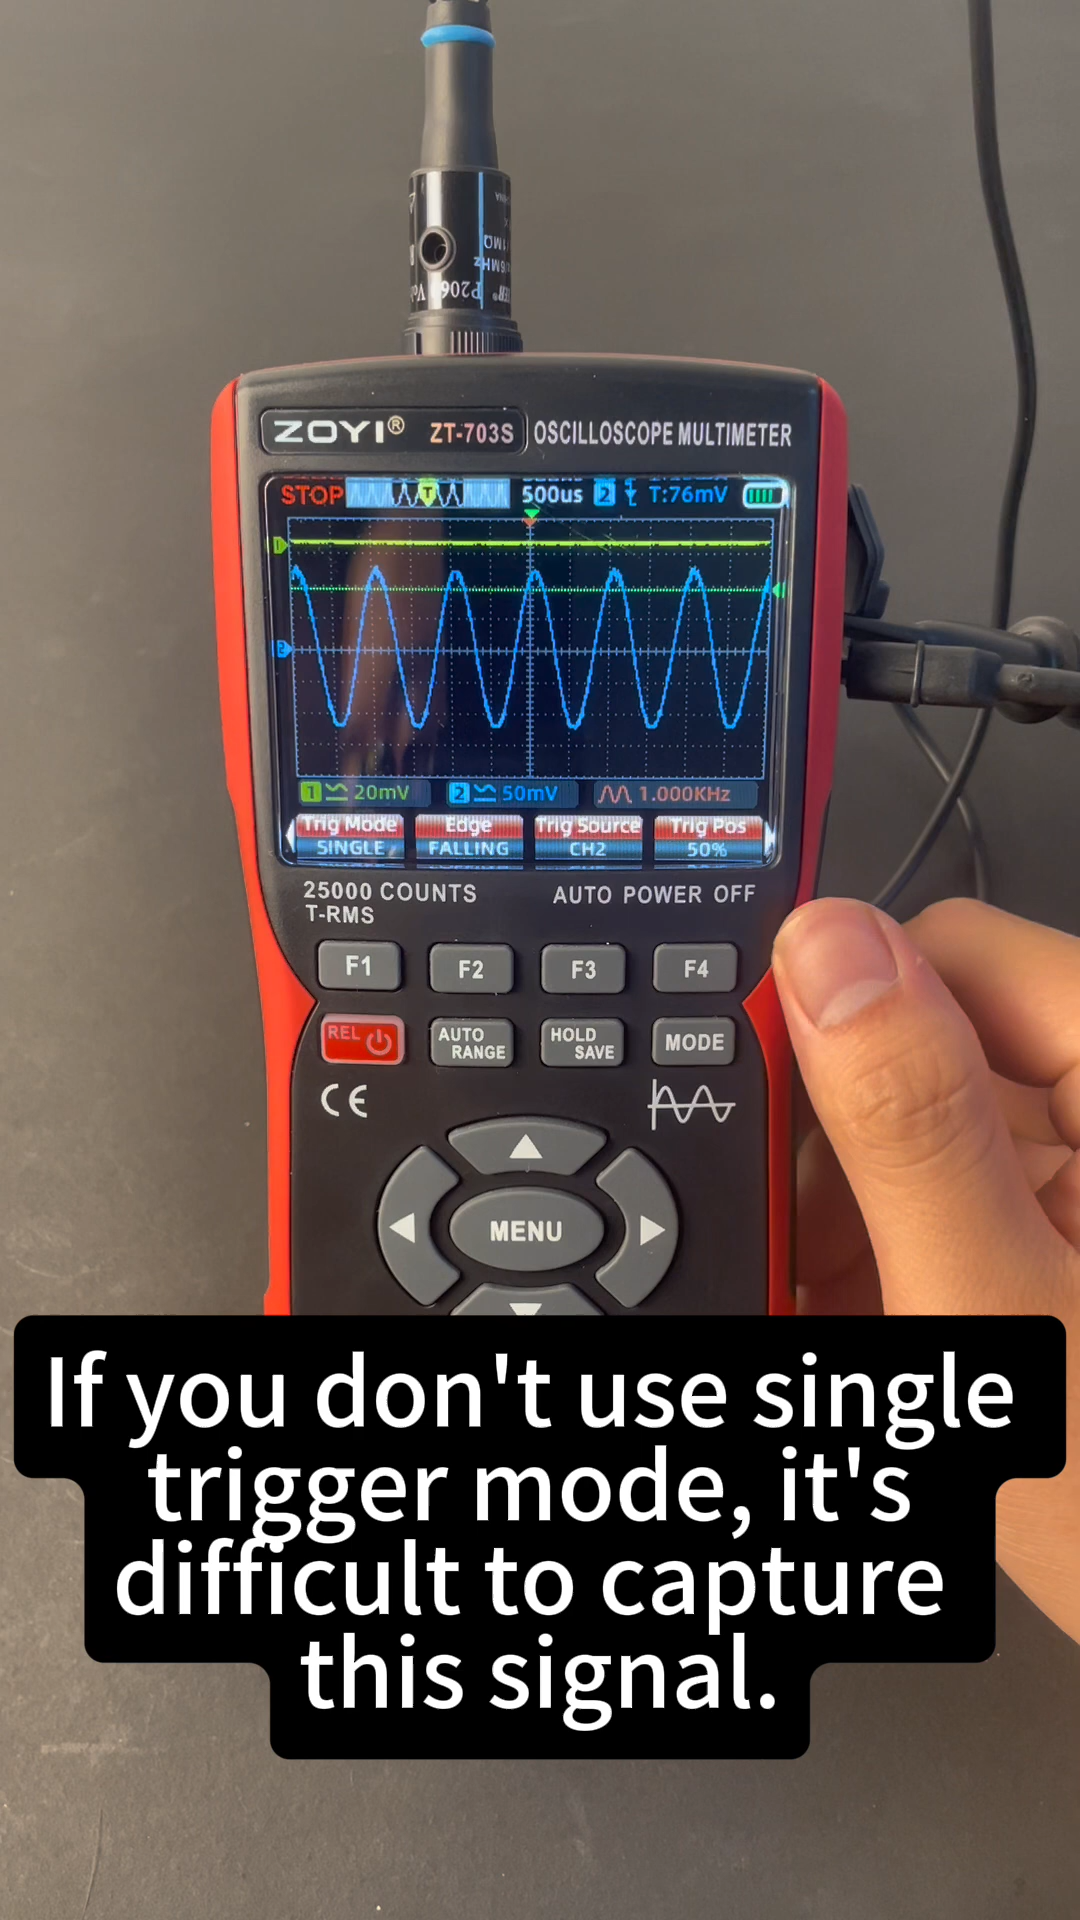 P206
ZOYI® ZT-703S OSCILLOSCOPE MULTIMETER
STOP T 500us 2 T:76mV
1
2
1 20mV 2 50mV 1.000KHz
Trig Mode Edge Trig Source Trig Pos
SINGLE FALLING CH2 50%
25000 COUNTS AUTO POWER OFF
T-RMS
F1 F2 F3 F4
REL AUTO RANGE HOLD SAVE MODE
CE
MENU
If you don't use single
trigger mode, it's
difficult to capture
this signal.